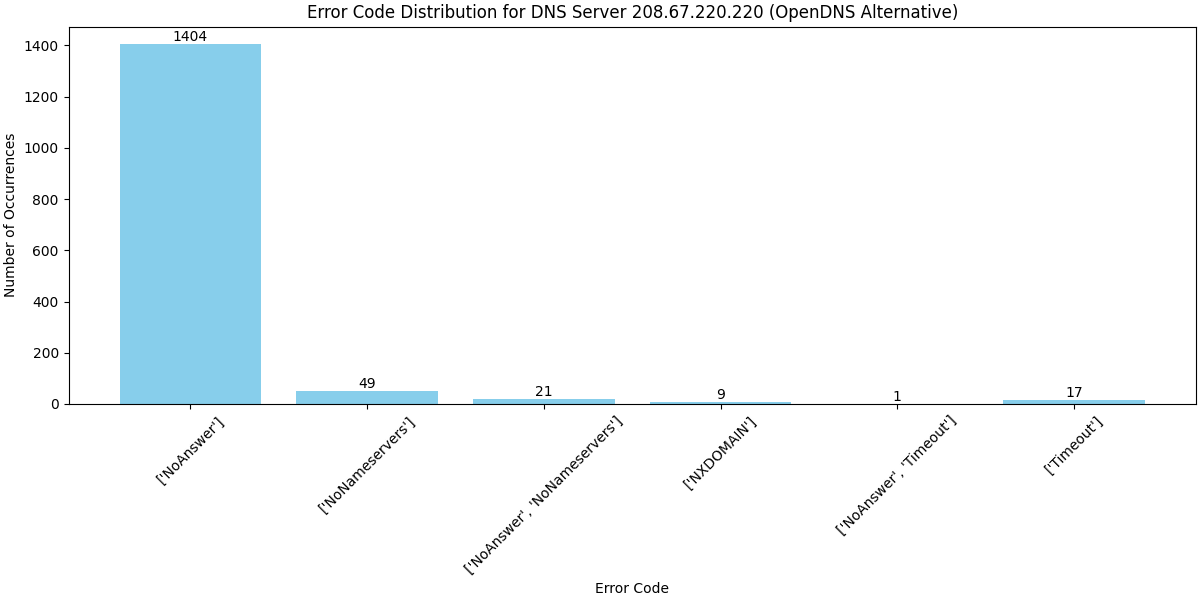 Error Code Distribution for DNS Server 208.67.220.220 (OpenDNS Alternative)
Number of Occurrences
1400
1200
1000
800
600
400
200
0
1404
49
21
9
1
17
['NoAnswer']
['NoNameservers']
['NoAnswer', 'NoNameservers']
['NXDOMAIN']
['NoAnswer', 'Timeout']
['Timeout']
Error Code